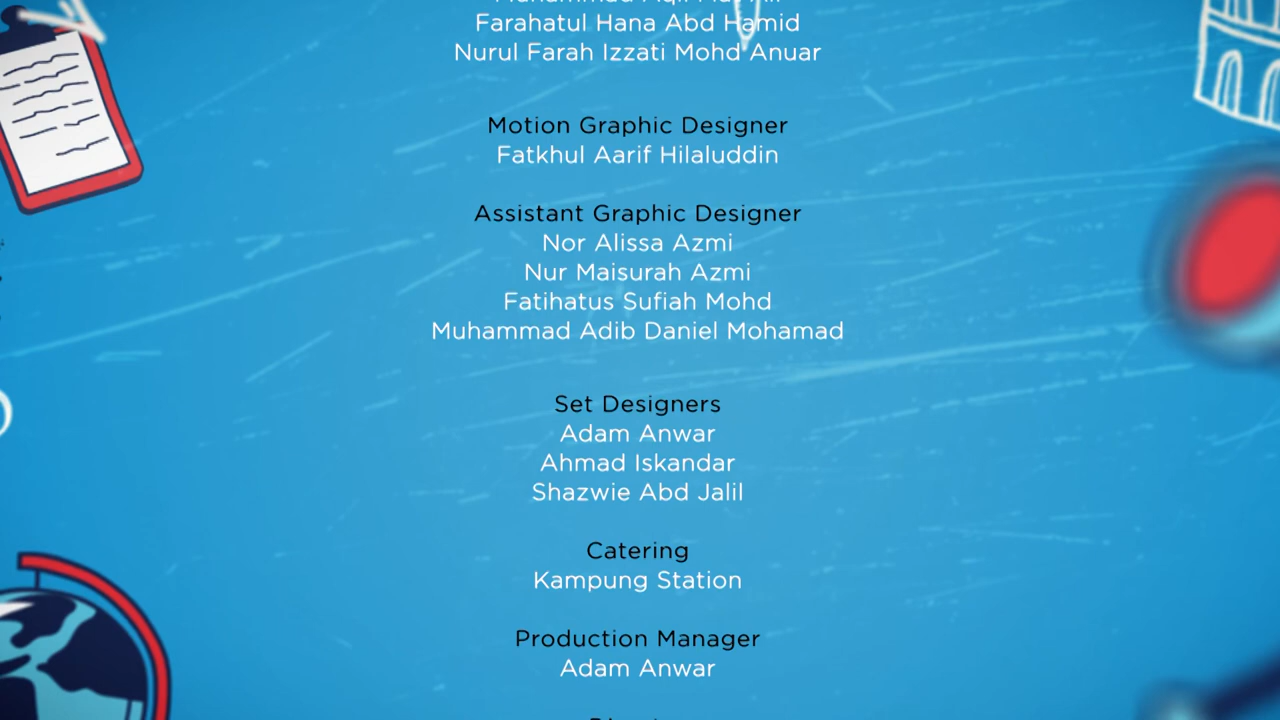 Farahatul Hana Abd Hamid
Nurul Farah Izzati Mohd Anuar
Motion Graphic Designer
Fatkhul Aarif Hilaluddin
Assistant Graphic Designer
Nor Alissa Azmi
Nur Maisurah Azmi
Fatihatus Sufiah Mohd
Muhammad Adib Daniel Mohamad
Set Designers
Adam Anwar
Ahmad Iskandar
Shazwie Abd Jalil
Catering
Kampung Station
Production Manager
Adam Anwar